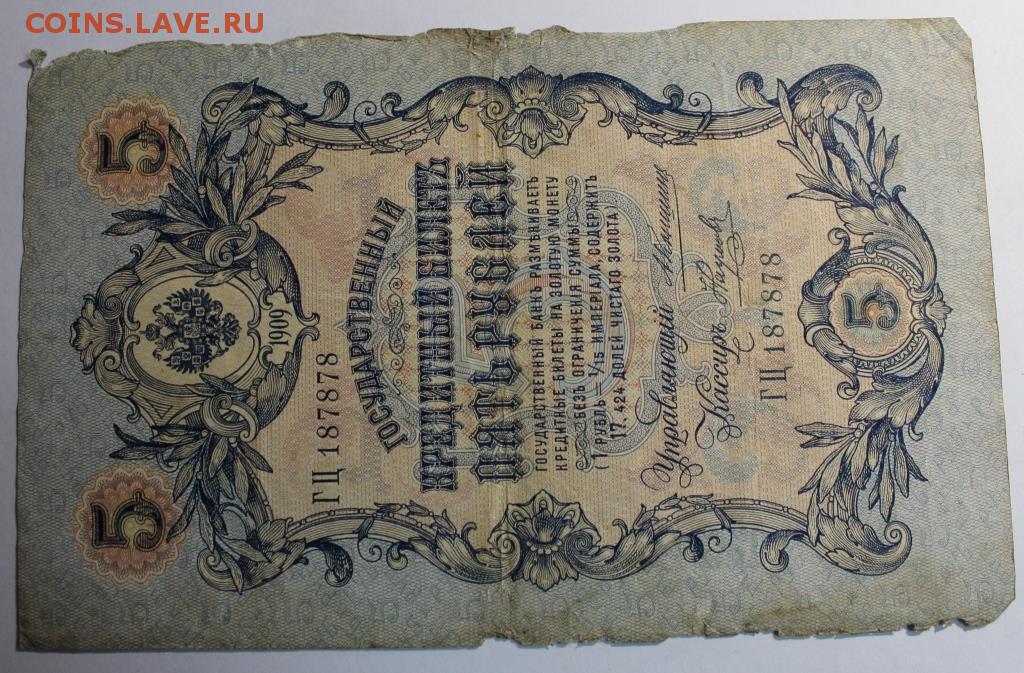 COINS.LAVE.RU
5 5
1909
ГЦ 187878
ГОСУДАРСТВЕННЫЙ
КРЕДИТНЫЙ БИЛЕТЪ
ПЯТЬ РУБЛЕЙ
ГОСУДАРСТВЕННЫЙ БАНКЪ РАЗМѢНИВАЕТЪ
КРЕДИТНЫЕ БИЛЕТЫ НА ЗОЛОТУЮ МОНЕТУ
БЕЗЪ ОГРАНИЧЕНІЯ СУММЫ
(1 РУБЛЬ = 1/15 ИМПЕРІАЛА, СОДЕРЖИТЪ
17,424 ДОЛЕЙ ЧИСТАГО ЗОЛОТА)
Управляющій
Кассиръ
ГЦ 187878
5